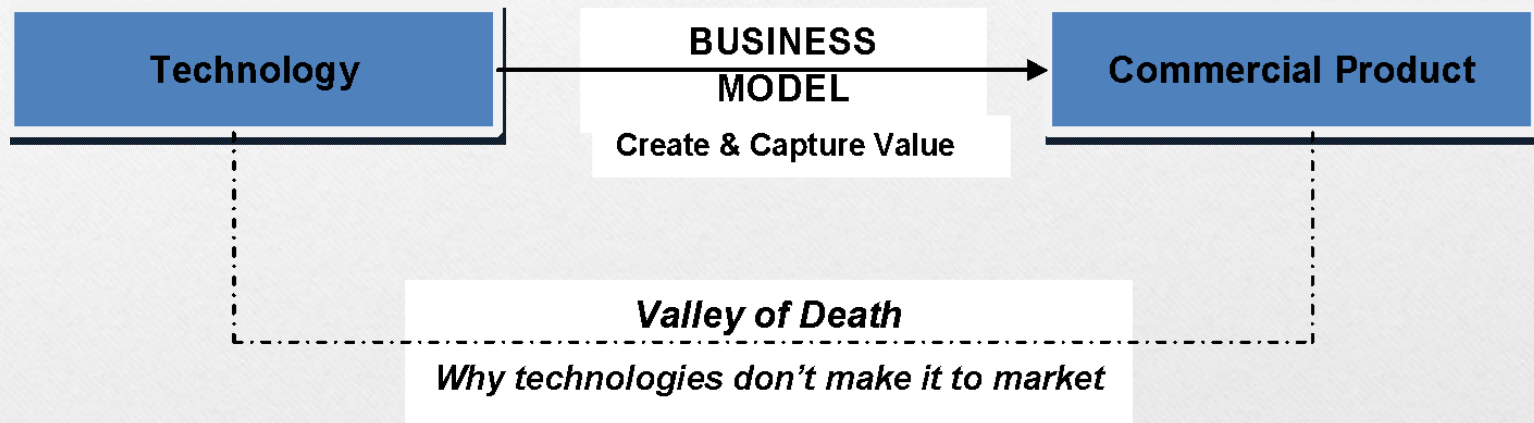 Technology
BUSINESS
MODEL
Create & Capture Value
Commercial Product
Valley of Death
Why technologies don’t make it to market